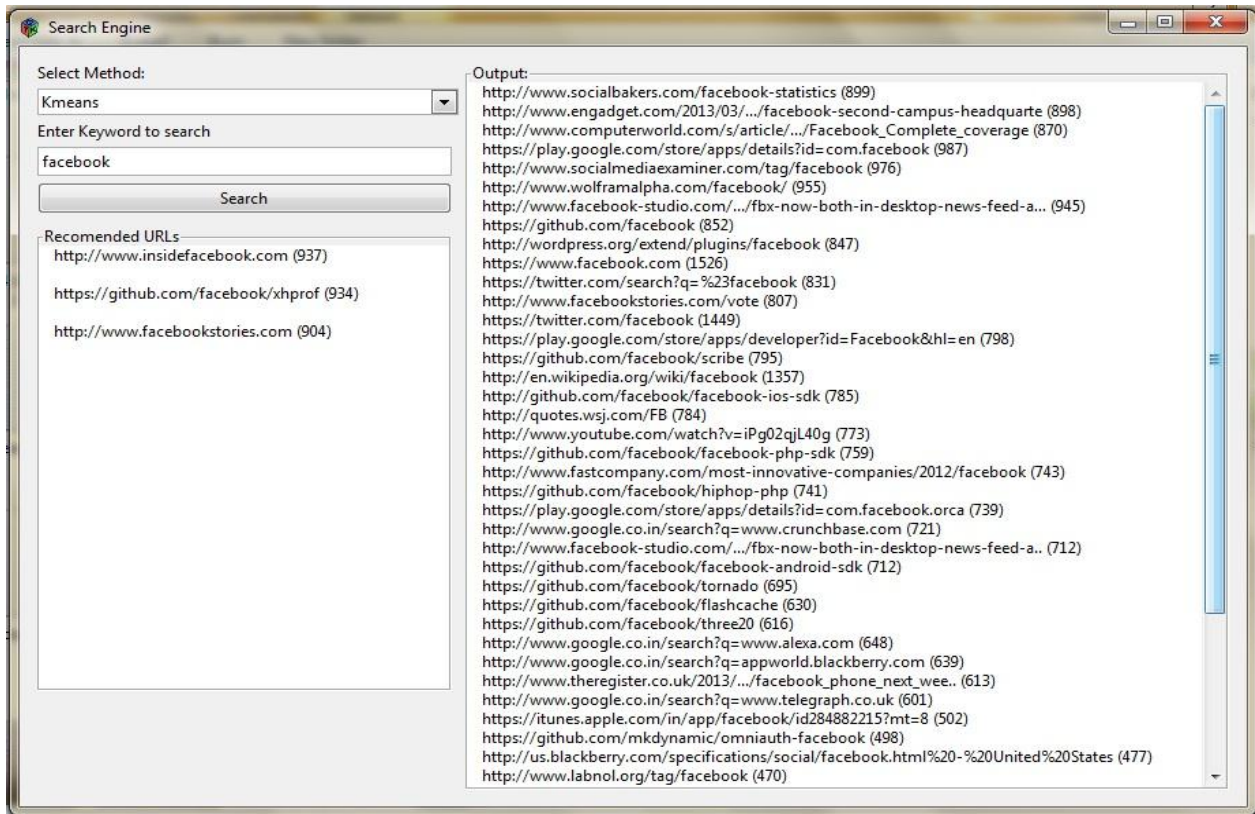 Search Engine
Select Method:
Kmeans
Enter Keyword to search
facebook
Search
Recomended URLs
http://www.insidefacebook.com (937)
https://github.com/facebook/xhprof (934)
http://www.facebookstories.com (904)
Output:
http://www.socialbakers.com/facebook-statistics (899)
http://www.engadget.com/2013/03/.../facebook-second-campus-headquarte (898)
http://www.computerworld.com/s/article/.../Facebook_Complete_coverage (870)
https://play.google.com/store/apps/details?id=com.facebook (987)
http://www.socialmediaexaminer.com/tag/facebook (976)
http://www.wolframalpha.com/facebook/ (955)
http://www.facebook-studio.com/.../fbx-now-both-in-desktop-news-feed-a... (945)
https://github.com/facebook (852)
http://wordpress.org/extend/plugins/facebook (847)
https://www.facebook.com (1526)
https://twitter.com/search?q=%23facebook (831)
http://www.facebookstories.com/vote (807)
https://twitter.com/facebook (1449)
https://play.google.com/store/apps/developer?id=Facebook&hl=en (798)
https://github.com/facebook/scribe (795)
http://en.wikipedia.org/wiki/facebook (1357)
http://github.com/facebook/facebook-ios-sdk (785)
http://quotes.wsj.com/FB (784)
http://www.youtube.com/watch?v=iPg02qjL40g (773)
https://github.com/facebook/facebook-php-sdk (759)
http://www.fastcompany.com/most-innovative-companies/2012/facebook (743)
https://github.com/facebook/hiphop-php (741)
https://play.google.com/store/apps/details?id=com.facebook.orca (739)
http://www.google.co.in/search?q=www.crunchbase.com (721)
http://www.facebook-studio.com/.../fbx-now-both-in-desktop-news-feed-a.. (712)
https://github.com/facebook/facebook-android-sdk (712)
https://github.com/facebook/tornado (695)
https://github.com/facebook/flashcache (630)
https://github.com/facebook/three20 (616)
http://www.google.co.in/search?q=www.alexa.com (648)
http://www.google.co.in/search?q=appworld.blackberry.com (639)
http://www.theregister.co.uk/2013/.../facebook_phone_next_wee.. (613)
http://www.google.co.in/search?q=www.telegraph.co.uk (601)
https://itunes.apple.com/in/app/facebook/id284882215?mt=8 (502)
https://github.com/mkdynamic/omniauth-facebook (498)
http://us.blackberry.com/specifications/social/facebook.html%20-%20United%20States (477)
http://www.labnol.org/tag/facebook (470)